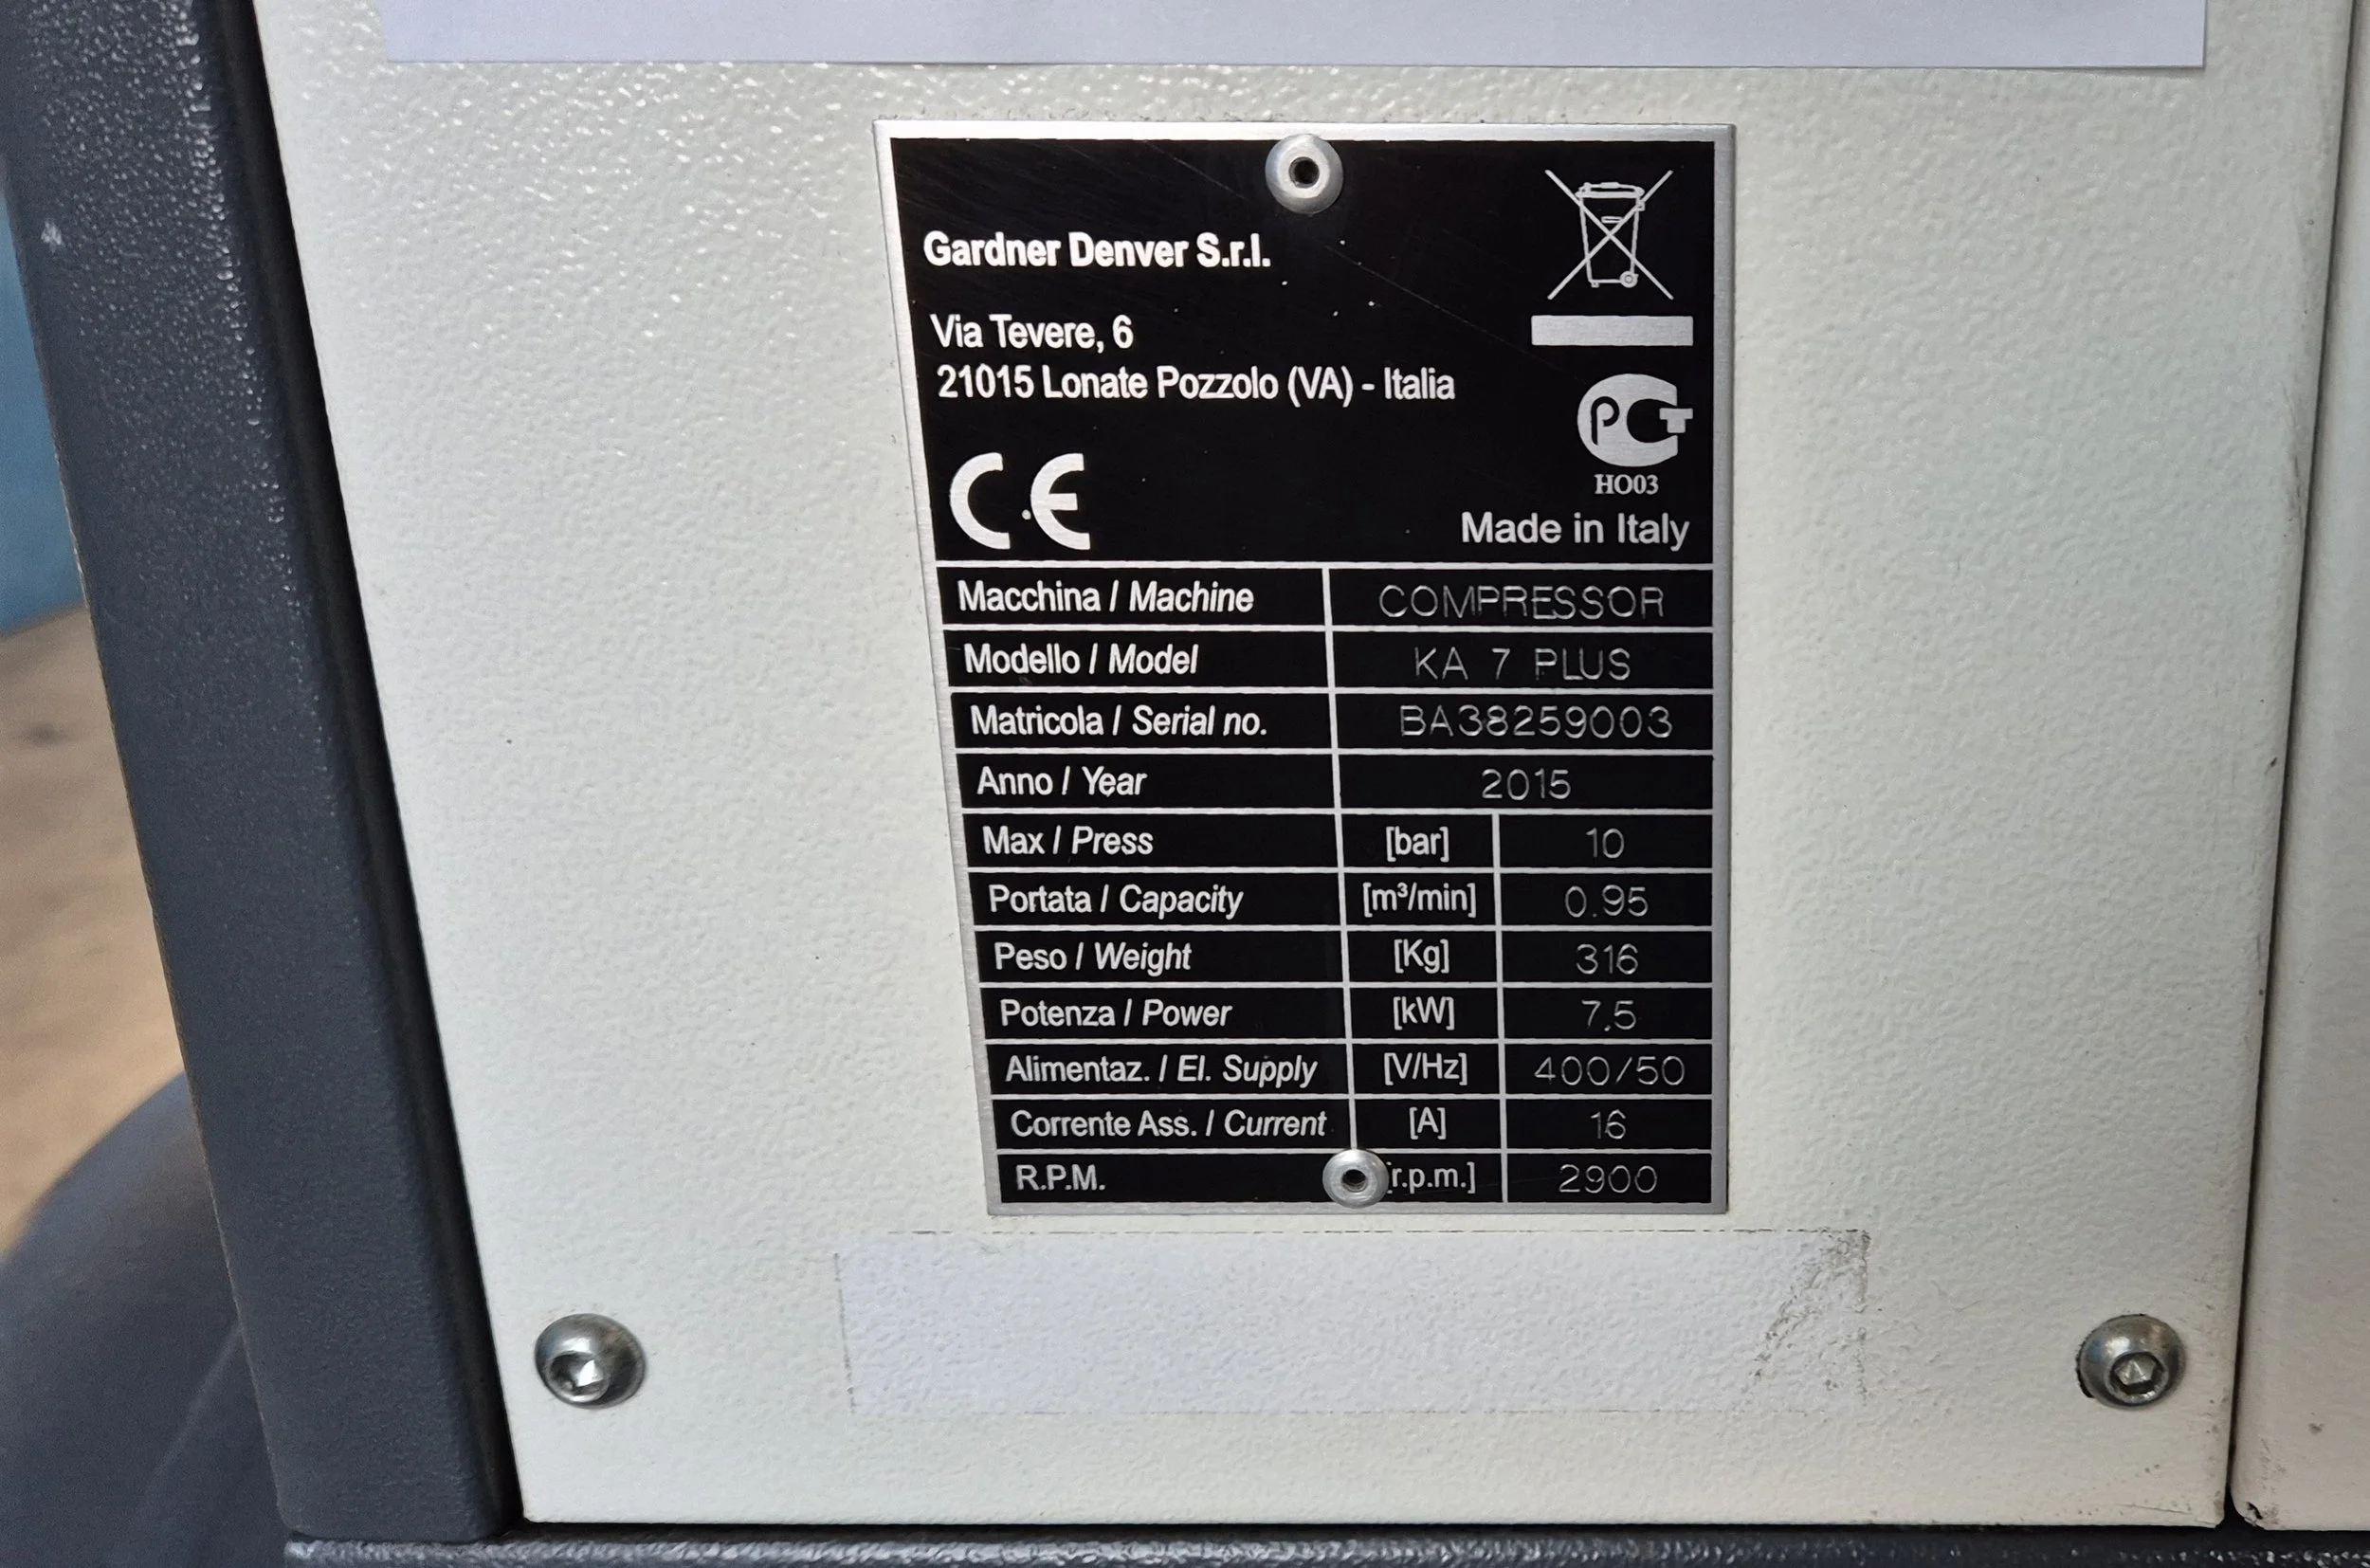 Gardner Denver S.r.l.
Via Tevere, 6
21015 Lonate Pozzolo (VA) - Italia
CE
PCT
HO03
Made in Italy
Macchina / Machine COMPRESSOR
Modello / Model KA 7 PLUS
Matricola / Serial no. BA38259003
Anno / Year 2015
Max / Press [bar] 10
Portata / Capacity [m³/min] 0.95
Peso / Weight [Kg] 316
Potenza / Power [kW] 7,5
Alimentaz. / El. Supply [V/Hz] 400/50
Corrente Ass. / Current [A] 16
R.P.M. [r.p.m.] 2900